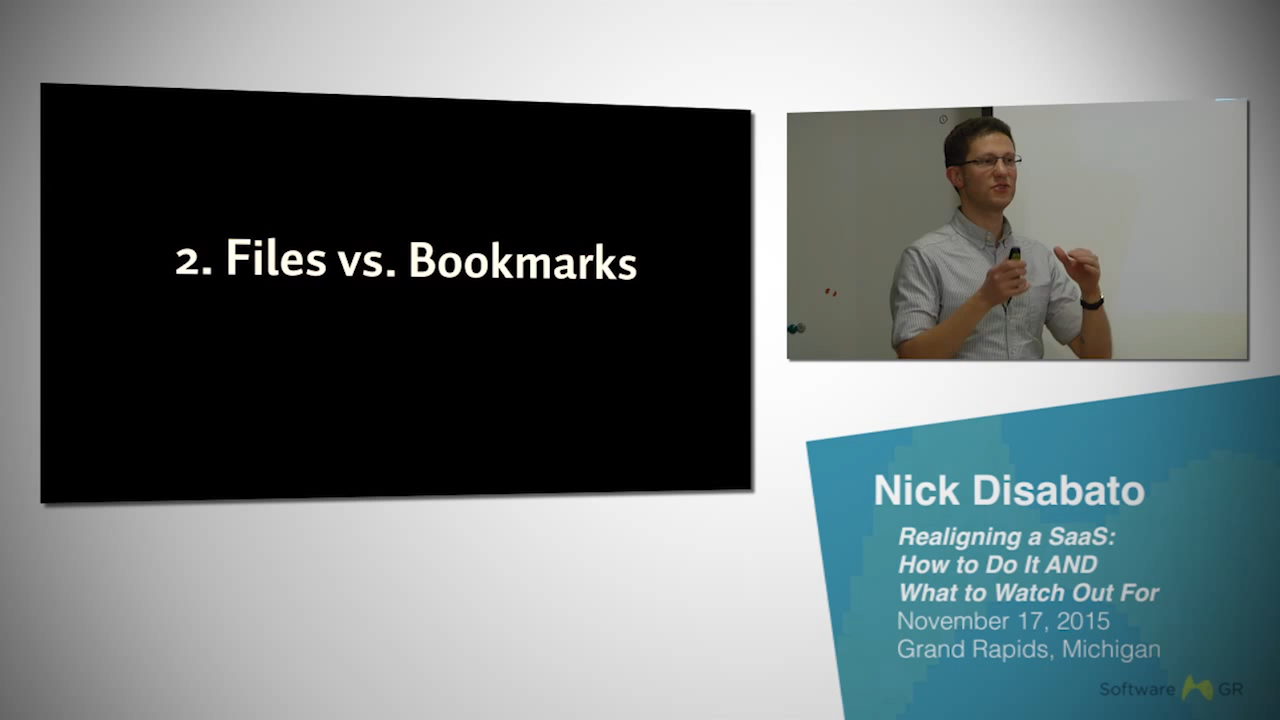 2. Files vs. Bookmarks
Nick Disabato
Realigning a SaaS:
How to Do It AND
What to Watch Out For
November 17, 2015
Grand Rapids, Michigan
Software GR